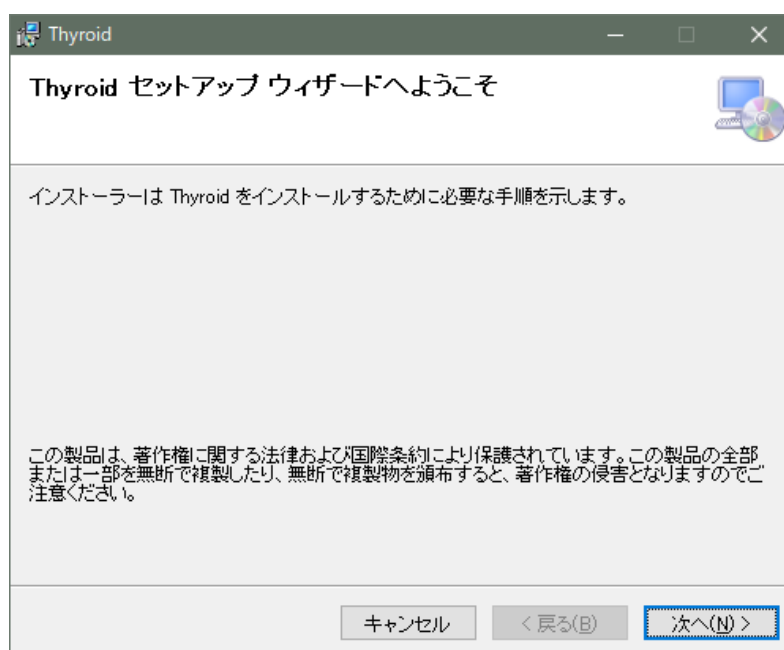 Thyroid
Thyroid セットアップ ウィザードへようこそ
インストーラーは Thyroid をインストールするために必要な手順を示します。
この製品は、著作権に関する法律および国際条約により保護されています。この製品の全部
または一部を無断で複製したり、無断で複製物を頒布すると、著作権の侵害となりますのでご
注意ください。
キャンセル
< 戻る(B)
次へ(N) >